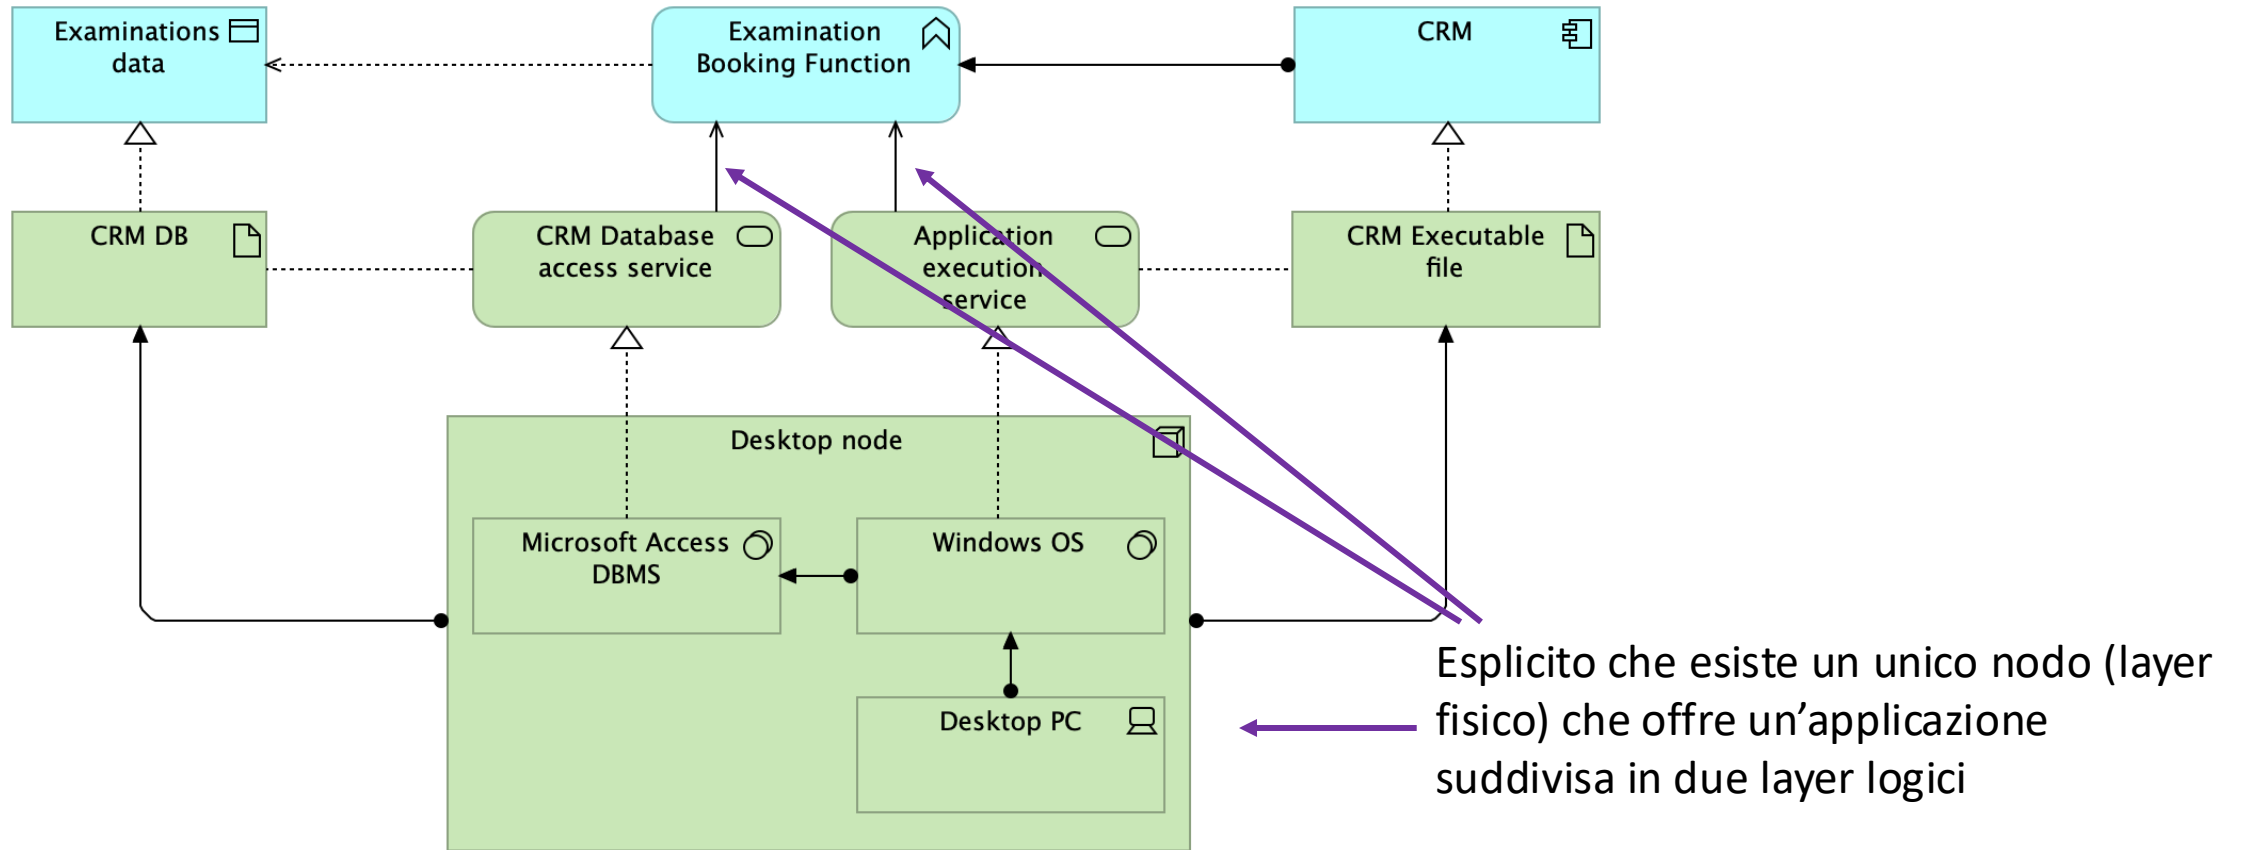 Examinations
data
Examination
Booking Function
CRM
CRM DB
CRM Database
access service
Application
execution
service
CRM Executable
file
Desktop node
Microsoft Access
DBMS
Windows OS
Desktop PC
Esplicito che esiste un unico nodo (layer
fisico) che offre un’applicazione
suddivisa in due layer logici